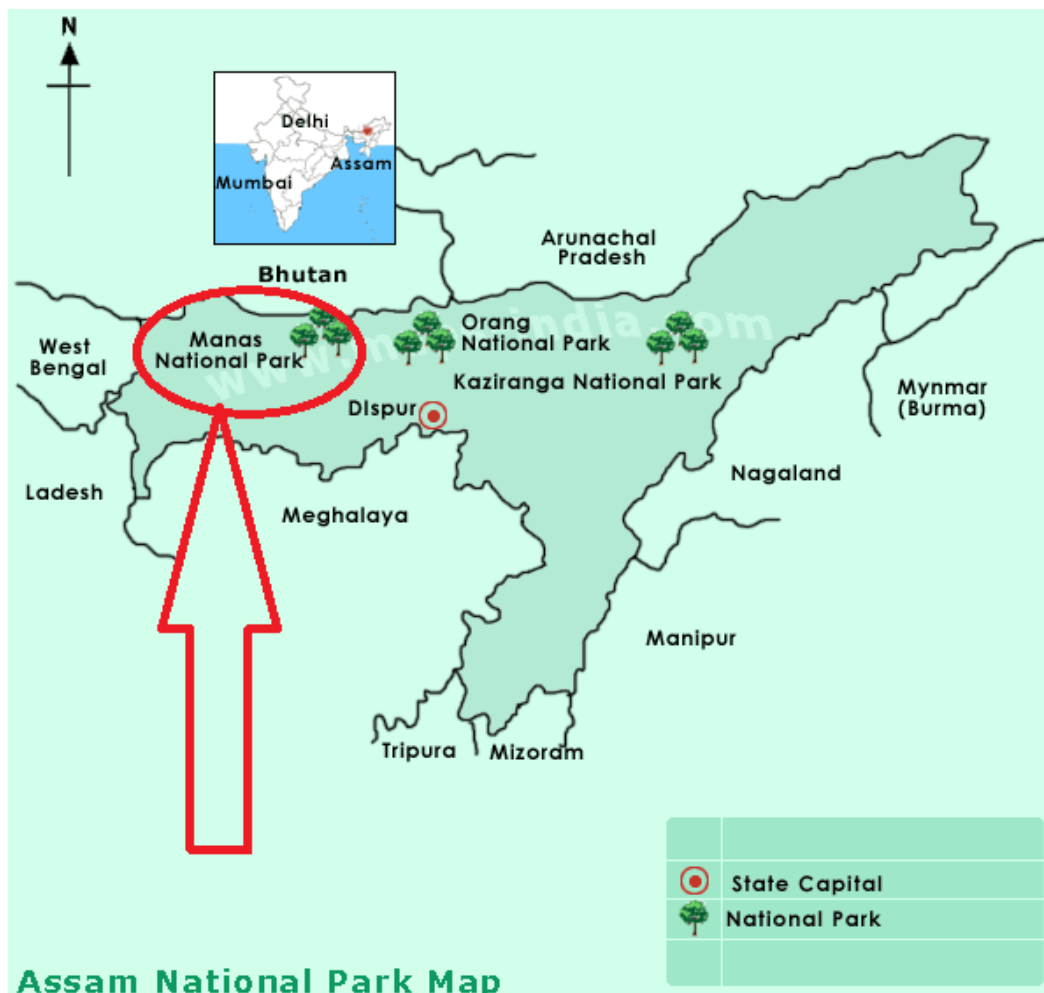 N
Delhi
Assam
Mumbai
Arunachal
Pradesh
Bhutan
West
Bengal
Manas
National Park
Orang
National Park
Kaziranga National Park
Mynmar
(Burma)
DIspur
Ladesh
Meghalaya
Nagaland
Manipur
Tripura
Mizoram
State Capital
National Park
Assam National Park Map